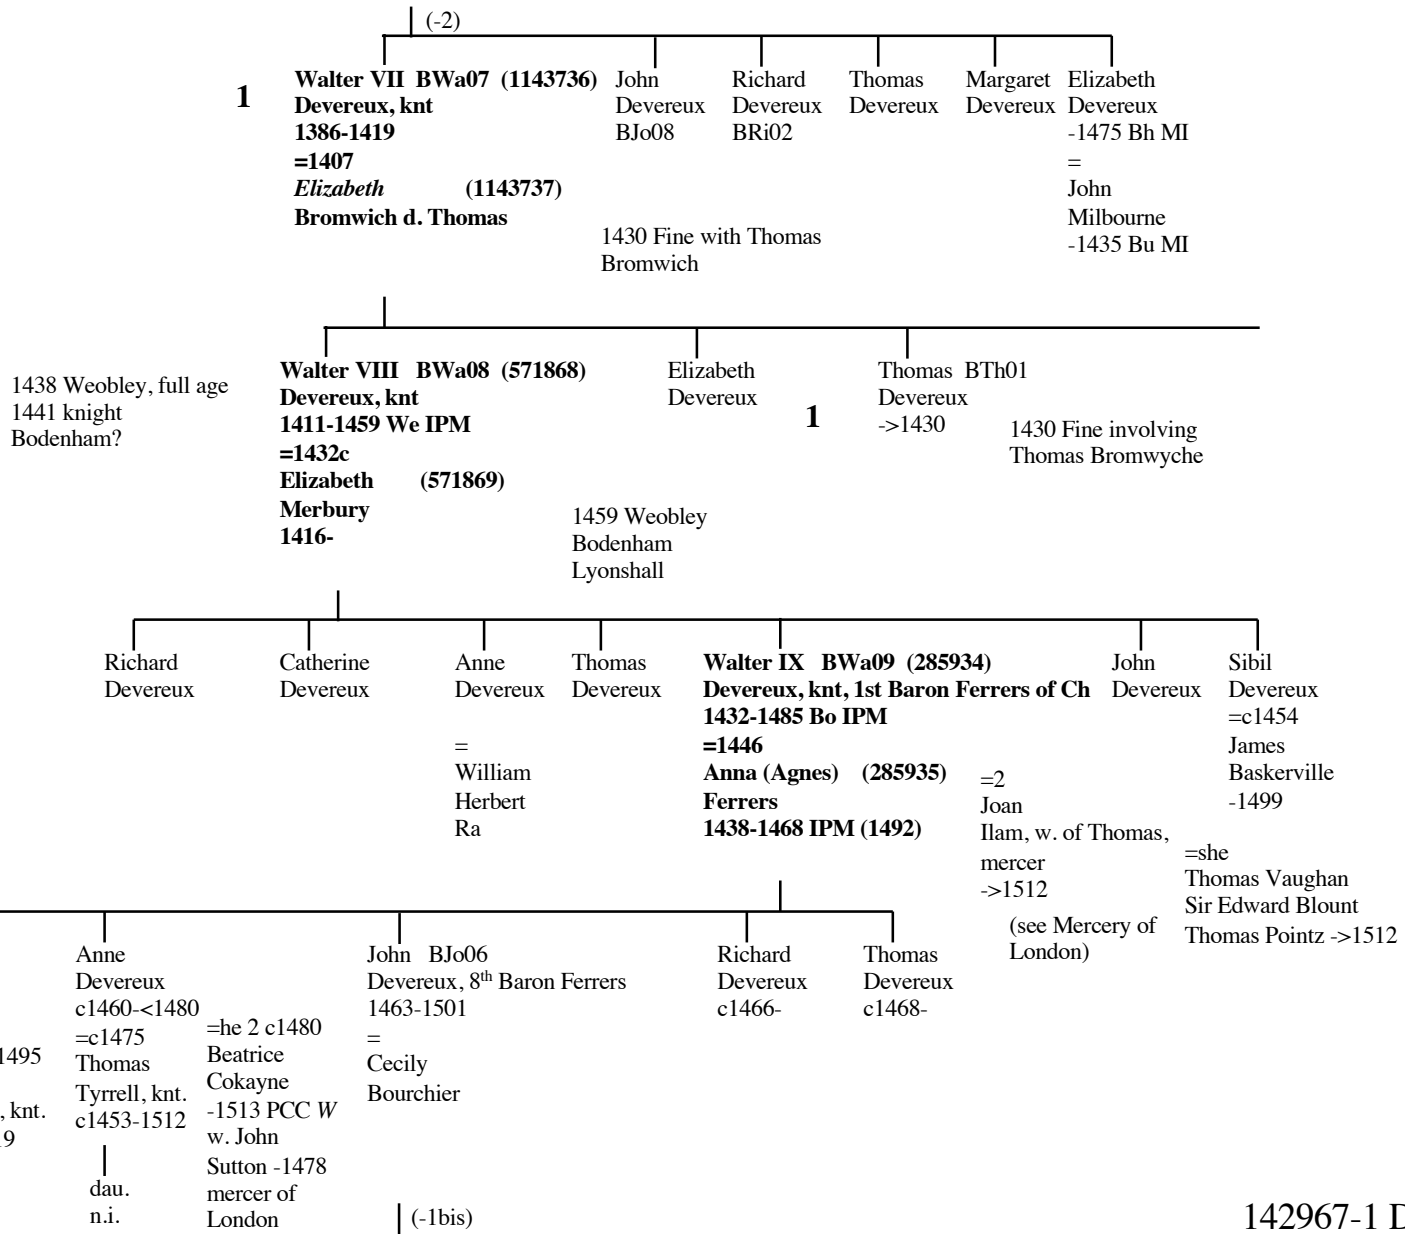 (-2)
1
Walter VII BWa07 (1143736)
Devereux, knt
1386-1419
=1407
Elizabeth (1143737)
Bromwich d. Thomas
John
Devereux
BJo08
Richard
Devereux
BRi02
Thomas
Devereux
Margaret
Devereux
Elizabeth
Devereux
-1475 Bh MI
=
John
Milbourne
-1435 Bu MI
1430 Fine with Thomas
Bromwich
1438 Weobley, full age
1441 knight
Bodenham?
Walter VIII BWa08 (571868)
Devereux, knt
1411-1459 We IPM
=1432c
Elizabeth (571869)
Merbury
1416-
1459 Weobley
Bodenham
Lyonshall
Elizabeth
Devereux
1
Thomas BTh01
Devereux
->1430
1430 Fine involving
Thomas Bromwyche
Richard
Devereux
Catherine
Devereux
Anne
Devereux
=
William
Herbert
Ra
Thomas
Devereux
Walter IX BWa09 (285934)
Devereux, knt, 1st Baron Ferrers of Ch
1432-1485 Bo IPM
=1446
Anna (Agnes) (285935)
Ferrers
1438-1468 IPM (1492)
=2
Joan
Ilam, w. of Thomas,
mercer
->1512
(see Mercery of
London)
John
Devereux
Sibil
Devereux
=c1454
James
Baskerville
-1499
=she
Thomas Vaughan
Sir Edward Blount
Thomas Pointz ->1512
1495
, knt.
9
Anne
Devereux
c1460-<1480
=c1475
Thomas
Tyrrell, knt.
c1453-1512
dau.
n.i.
=he 2 c1480
Beatrice
Cokayne
-1513 PCC W
w. John
Sutton -1478
mercer of
London
John BJo06
Devereux, 8th Baron Ferrers
1463-1501
=
Cecily
Bourchier
(-1bis)
Richard
Devereux
c1466-
Thomas
Devereux
c1468-
142967-1 D